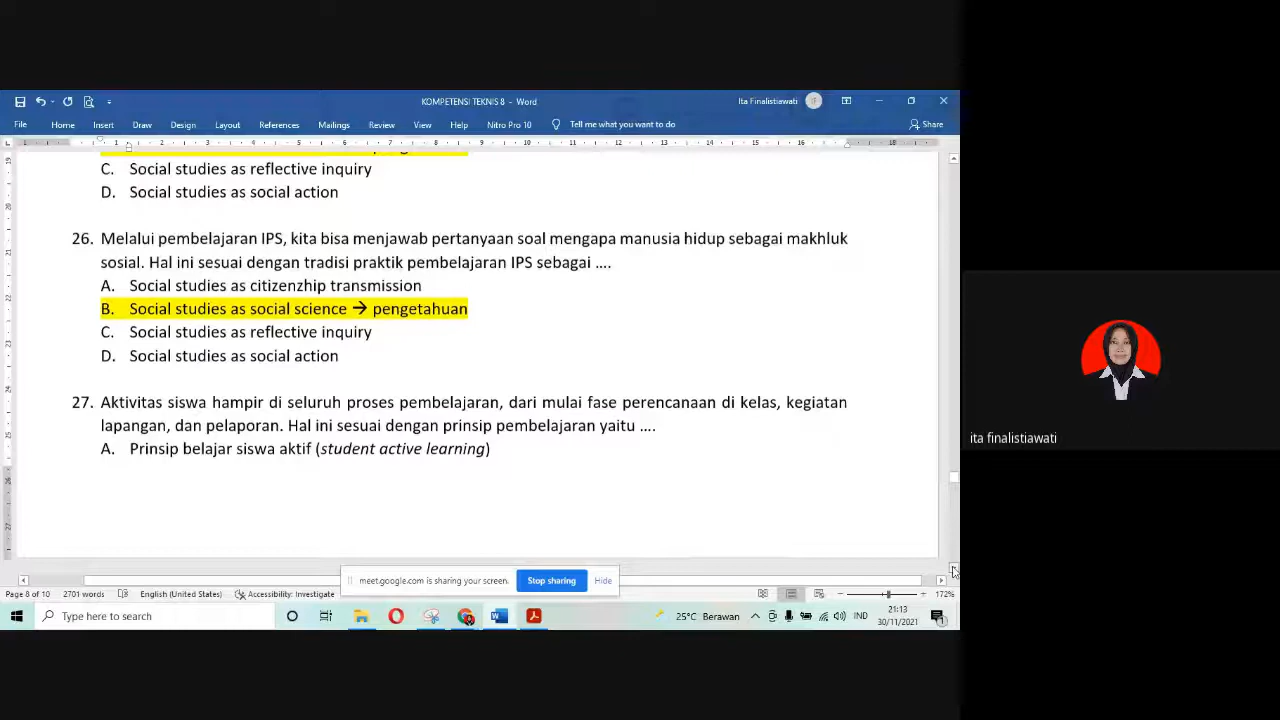 KOMPETENSI TEKNIS 8 - Word
Ita Finalistiawati
File Home Insert Draw Design Layout References Mailings Review View Help Nitro Pro 10 Tell me what you want to do Share
C. Social studies as reflective inquiry
D. Social studies as social action
26. Melalui pembelajaran IPS, kita bisa menjawab pertanyaan soal mengapa manusia hidup sebagai makhluk
sosial. Hal ini sesuai dengan tradisi praktik pembelajaran IPS sebagai ....
A. Social studies as citizenzhip transmission
B. Social studies as social science → pengetahuan
C. Social studies as reflective inquiry
D. Social studies as social action
27. Aktivitas siswa hampir di seluruh proses pembelajaran, dari mulai fase perencanaan di kelas, kegiatan
lapangan, dan pelaporan. Hal ini sesuai dengan prinsip pembelajaran yaitu ....
A. Prinsip belajar siswa aktif (student active learning)
ita finalistiawati
meet.google.com is sharing your screen. Stop sharing Hide
Page 8 of 10 2701 words English (United States) Accessibility: Investigate 172%
Type here to search 25°C Berawan IND 21:13
30/11/2021